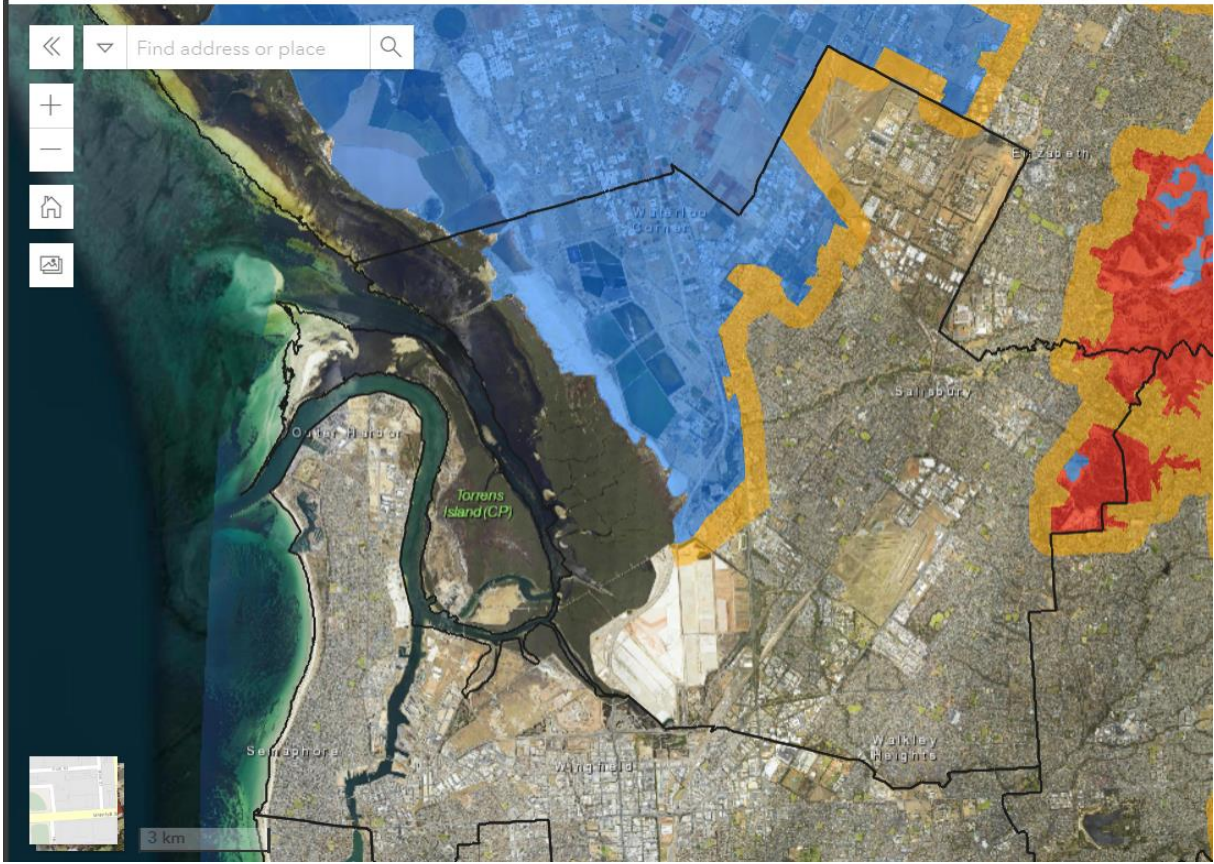 Find address or place
Elizabeth
Waterloo
Corner
Salisbury
Outer Harbor
Torrens
Island (CP)
Semaphore
Wingfield
Walkley
Heights
3 km